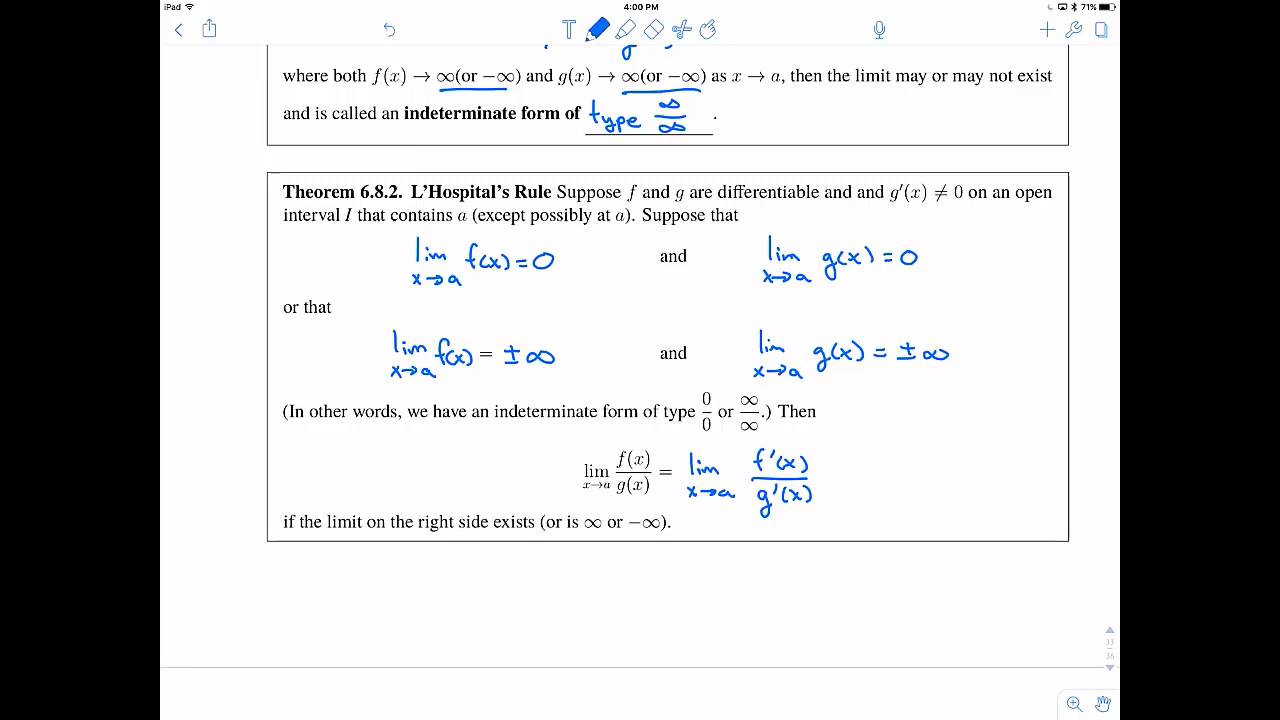 iPad 4:00 PM 71%
T
where both f(x) → ∞(or −∞) and g(x) → ∞(or −∞) as x → a, then the limit may or may not exist
and is called an indeterminate form of type ∞/∞ .
Theorem 6.8.2. L’Hospital’s Rule Suppose f and g are differentiable and and g′(x) ≠ 0 on an open
interval I that contains a (except possibly at a). Suppose that
lim x→a f(x) = 0 and lim x→a g(x) = 0
or that
lim x→a f(x) = ±∞ and lim x→a g(x) = ±∞
(In other words, we have an indeterminate form of type 0/0 or ∞/∞.) Then
lim x→a f(x)/g(x) = lim x→a f′(x)/g′(x)
if the limit on the right side exists (or is ∞ or −∞).
33
36